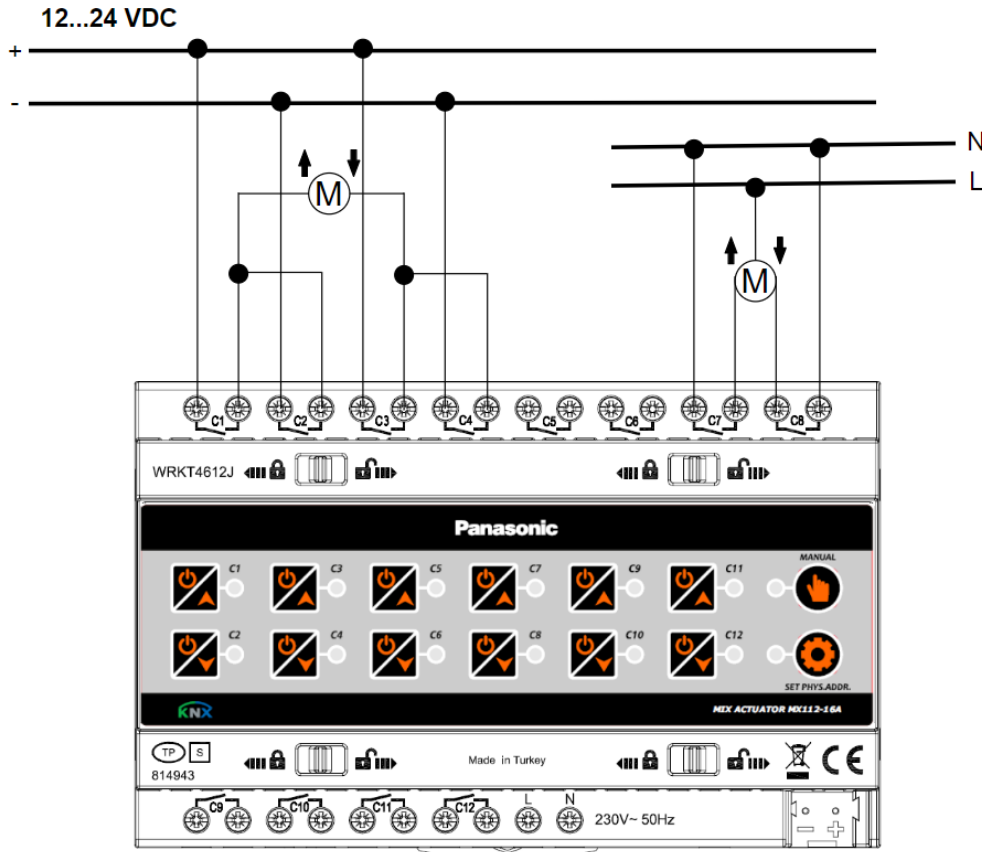 12...24 VDC
+
-
N
L
M
M
C1 C2 C3 C4 C5 C6 C7 C8
WRKT4612J
Panasonic
C1 C3 C5 C7 C9 C11 MANUAL
C2 C4 C6 C8 C10 C12
SET PHYS.ADDR.
KNX MIX ACTUATOR MX112-16A
TP S
814943
Made in Turkey
CE
C9 C10 C11 C12 L N
230V~ 50Hz
- +